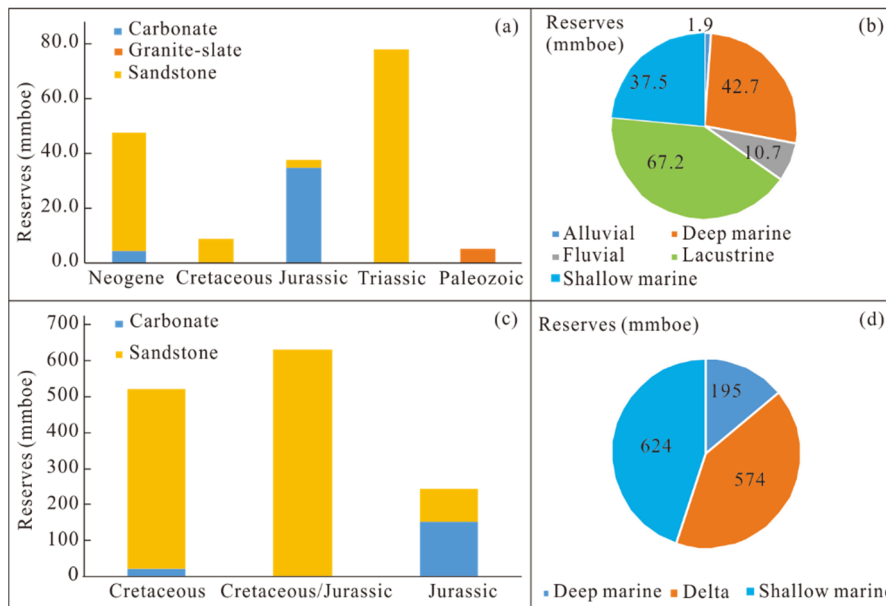 Carbonate
Granite-slate
Sandstone
(a)
Reserves (mmboe)
80.0
60.0
40.0
20.0
0.0
Neogene Cretaceous Jurassic Triassic Paleozoic
Reserves
(mmboe)
(b)
1.9
42.7
10.7
67.2
37.5
Alluvial Deep marine
Fluvial Lacustrine
Shallow marine
Carbonate
Sandstone
(c)
Reserves (mmboe)
700
600
500
400
300
200
100
0
Cretaceous Cretaceous/Jurassic Jurassic
Reserves (mmboe)
(d)
195
574
624
Deep marine Delta Shallow marine